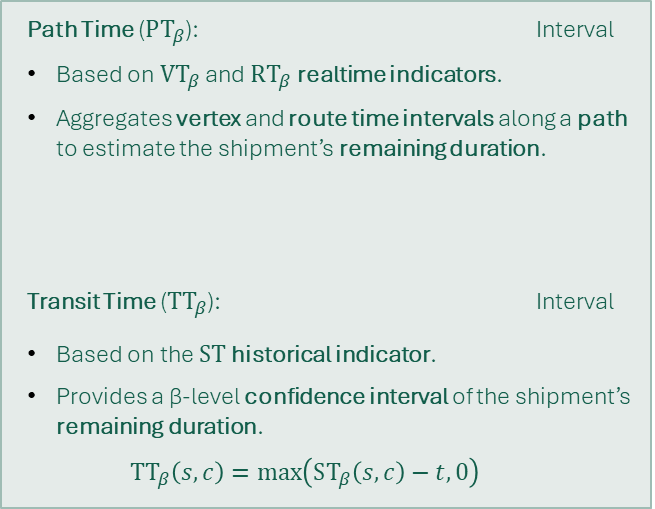 Path Time (PTᵦ): Interval
• Based on VTᵦ and RTᵦ realtime indicators.
• Aggregates vertex and route time intervals along a path
to estimate the shipment’s remaining duration.
Transit Time (TTᵦ): Interval
• Based on the ST historical indicator.
• Provides a β-level confidence interval of the shipment’s
remaining duration.
TTᵦ(s, c) = max(STᵦ(s, c) − t, 0)